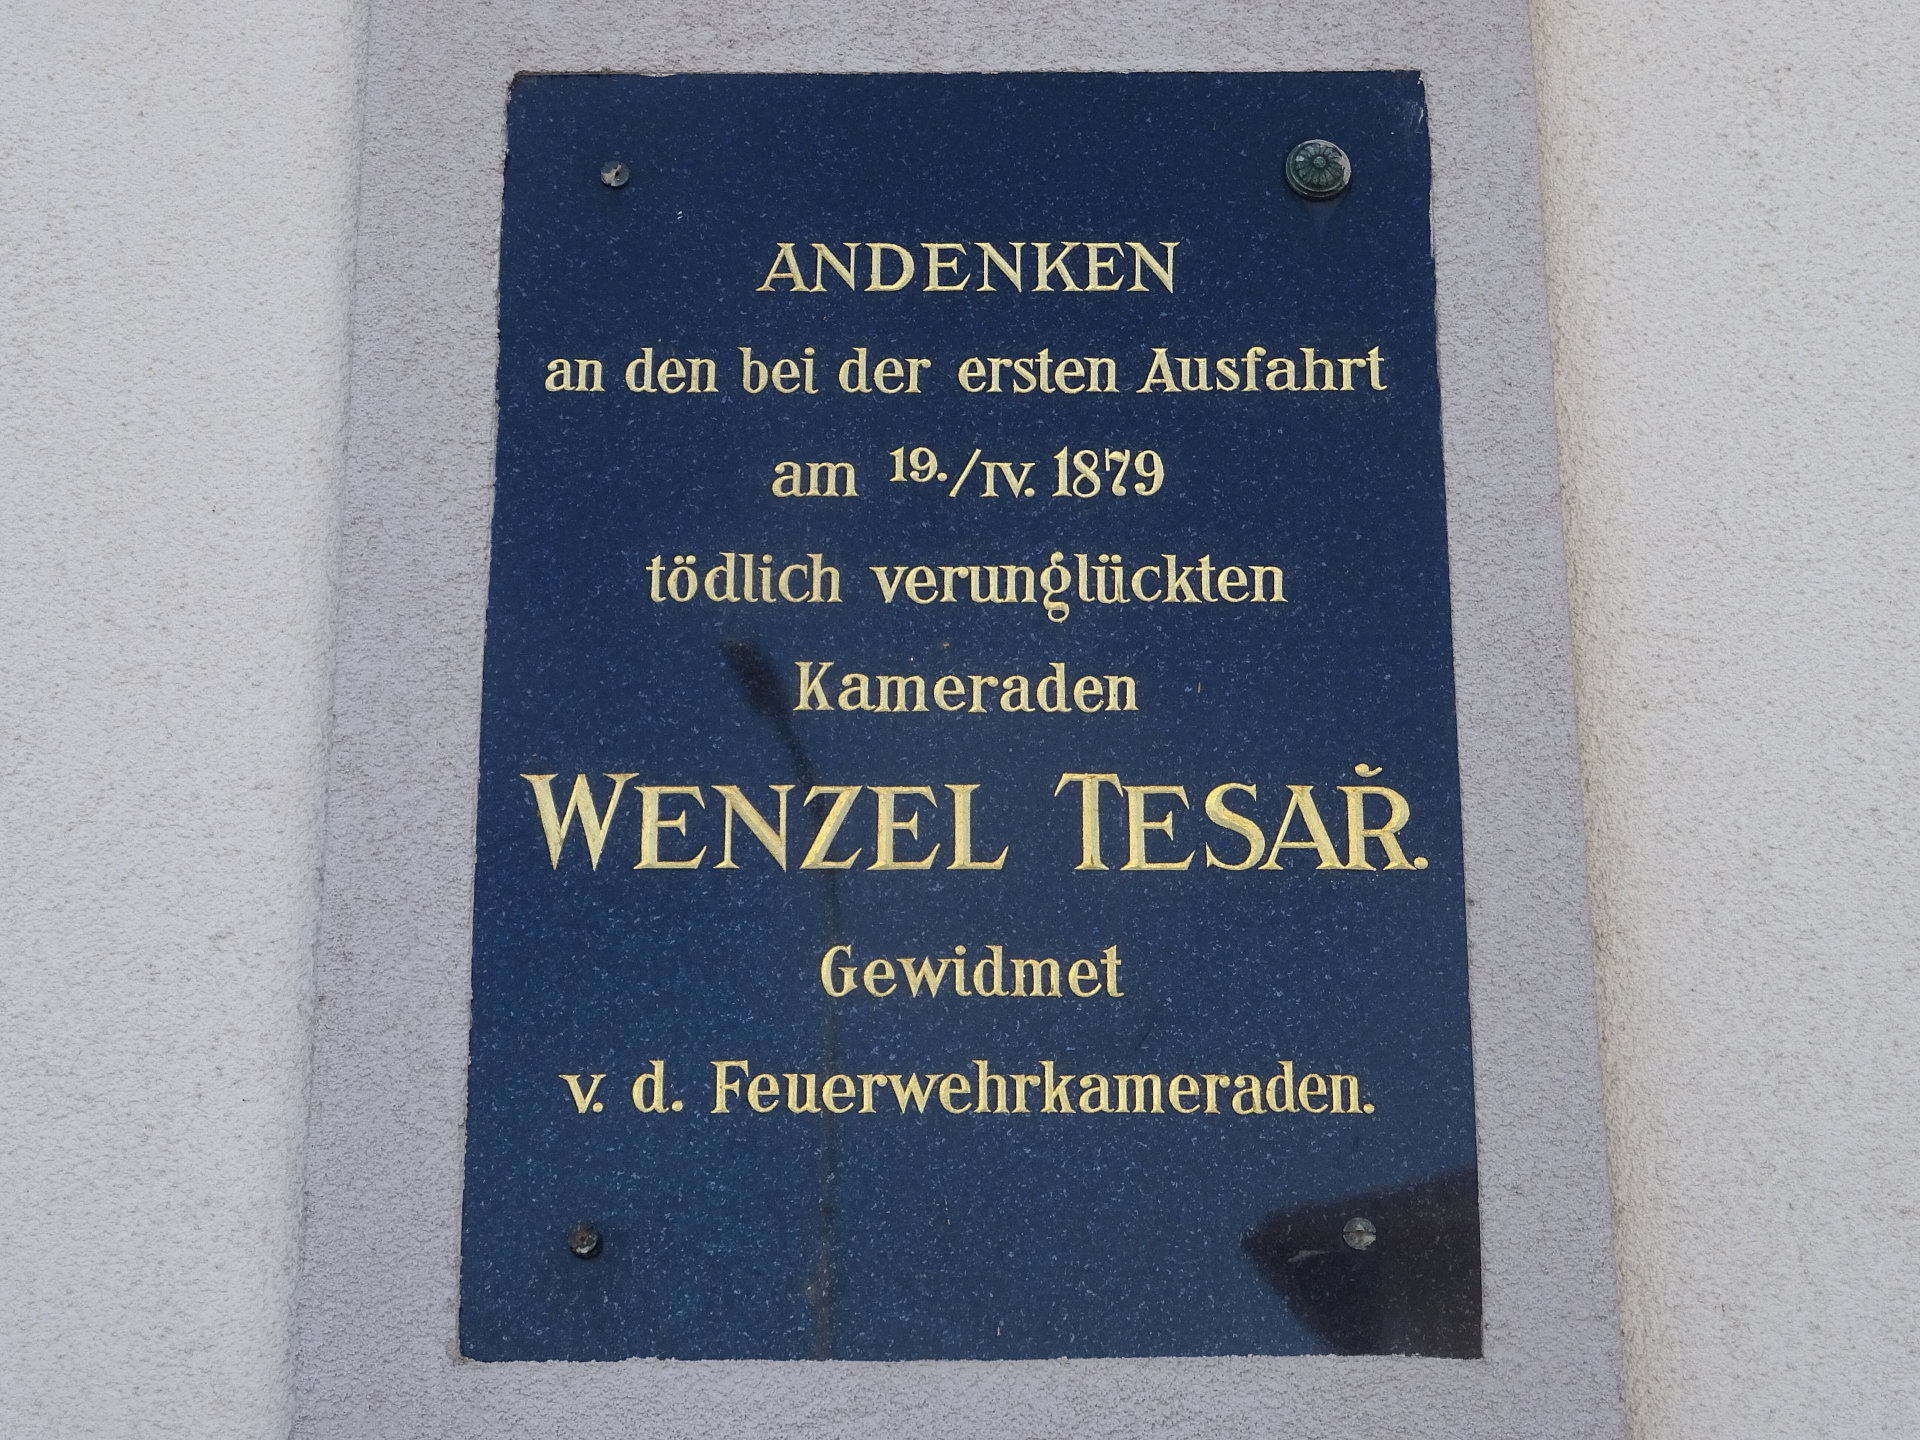 ANDENKEN
an den bei der ersten Ausfahrt
am 19./IV. 1879
tödlich verunglückten
Kameraden
WENZEL TESAŘ.
Gewidmet
v. d. Feuerwehrkameraden.